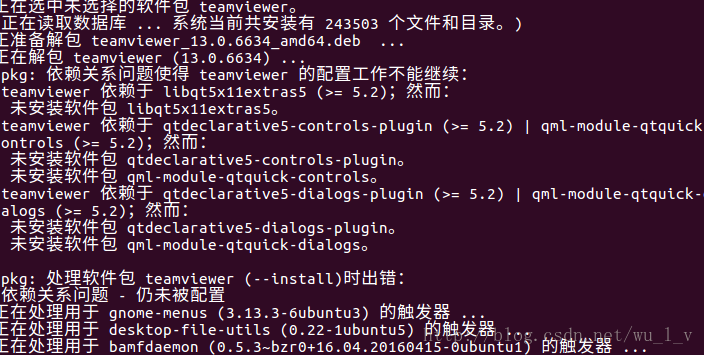 正在选中未选择的软件包 teamviewer。
(正在读取数据库 ... 系统当前共安装有 243503 个文件和目录。)
正准备解包 teamviewer_13.0.6634_amd64.deb ...
正在解包 teamviewer (13.0.6634) ...
pkg: 依赖关系问题使得 teamviewer 的配置工作不能继续:
teamviewer 依赖于 libqt5x11extras5 (>= 5.2); 然而:
未安装软件包 libqt5x11extras5。
teamviewer 依赖于 qtdeclarative5-controls-plugin (>= 5.2) | qml-module-qtquick
ontrols (>= 5.2); 然而:
未安装软件包 qtdeclarative5-controls-plugin。
未安装软件包 qml-module-qtquick-controls。
teamviewer 依赖于 qtdeclarative5-dialogs-plugin (>= 5.2) | qml-module-qtquick-
alogs (>= 5.2); 然而:
未安装软件包 qtdeclarative5-dialogs-plugin。
未安装软件包 qml-module-qtquick-dialogs。
pkg: 处理软件包 teamviewer (--install)时出错:
依赖关系问题 - 仍未被配置
正在处理用于 gnome-menus (3.13.3-6ubuntu3) 的触发器 ...
正在处理用于 desktop-file-utils (0.22-1ubuntu5) 的触发器 ...
http://blog.csdn.net/wu_l_v
正在处理用于 bamfdaemon (0.5.3~bzr0+16.04.20160415-0ubuntu1) 的触发器 ...